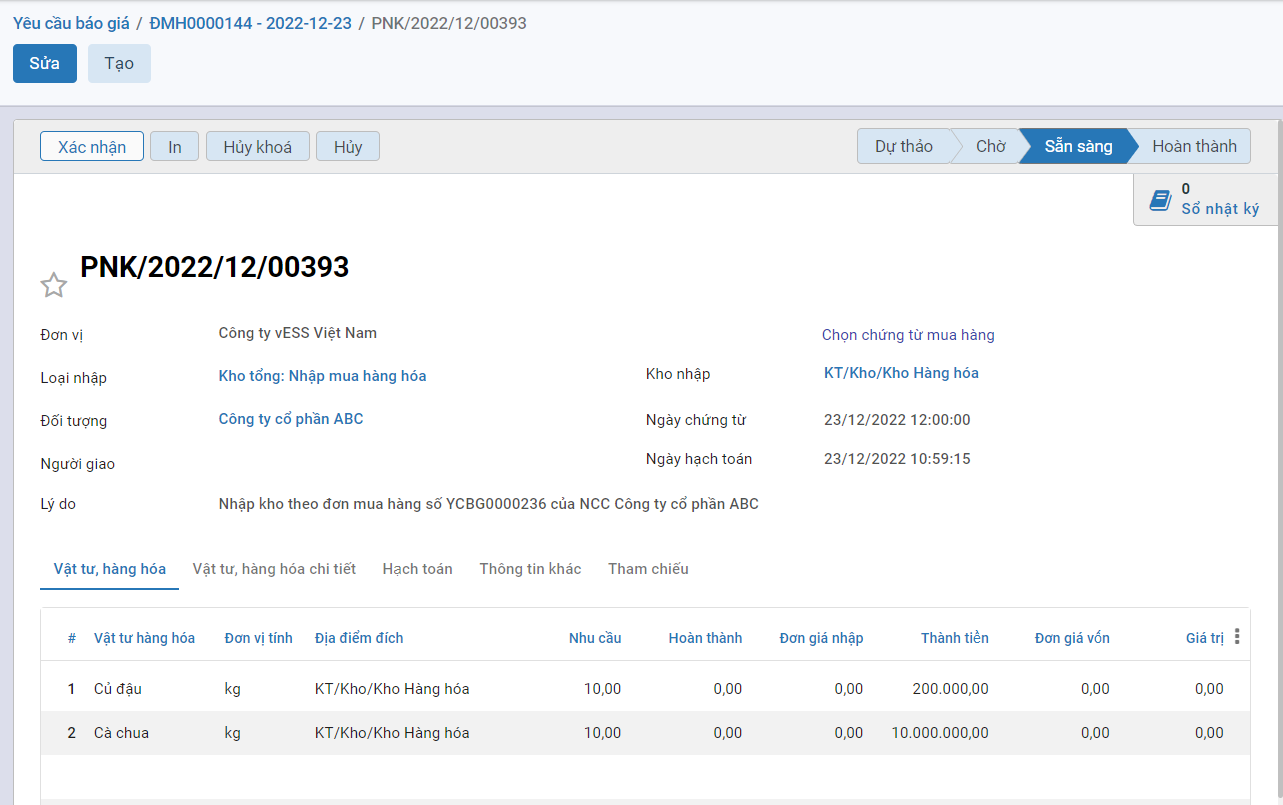 Yêu cầu báo giá / ĐMH0000144 - 2022-12-23 / PNK/2022/12/00393
Sửa Tạo
Xác nhận In Hủy khoá Hủy Dự thảo Chờ Sẵn sàng Hoàn thành
0
Sổ nhật ký
PNK/2022/12/00393
Đơn vị Công ty vESS Việt Nam Chọn chứng từ mua hàng
Loại nhập Kho tổng: Nhập mua hàng hóa Kho nhập KT/Kho/Kho Hàng hóa
Đối tượng Công ty cổ phần ABC Ngày chứng từ 23/12/2022 12:00:00
Người giao Ngày hạch toán 23/12/2022 10:59:15
Lý do Nhập kho theo đơn mua hàng số YCBG0000236 của NCC Công ty cổ phần ABC
Vật tư, hàng hóa Vật tư, hàng hóa chi tiết Hạch toán Thông tin khác Tham chiếu
# Vật tư hàng hóa Đơn vị tính Địa điểm đích Nhu cầu Hoàn thành Đơn giá nhập Thành tiền Đơn giá vốn Giá trị
1 Củ đậu kg KT/Kho/Kho Hàng hóa 10,00 0,00 0,00 200.000,00 0,00 0,00
2 Cà chua kg KT/Kho/Kho Hàng hóa 10,00 0,00 0,00 10.000.000,00 0,00 0,00